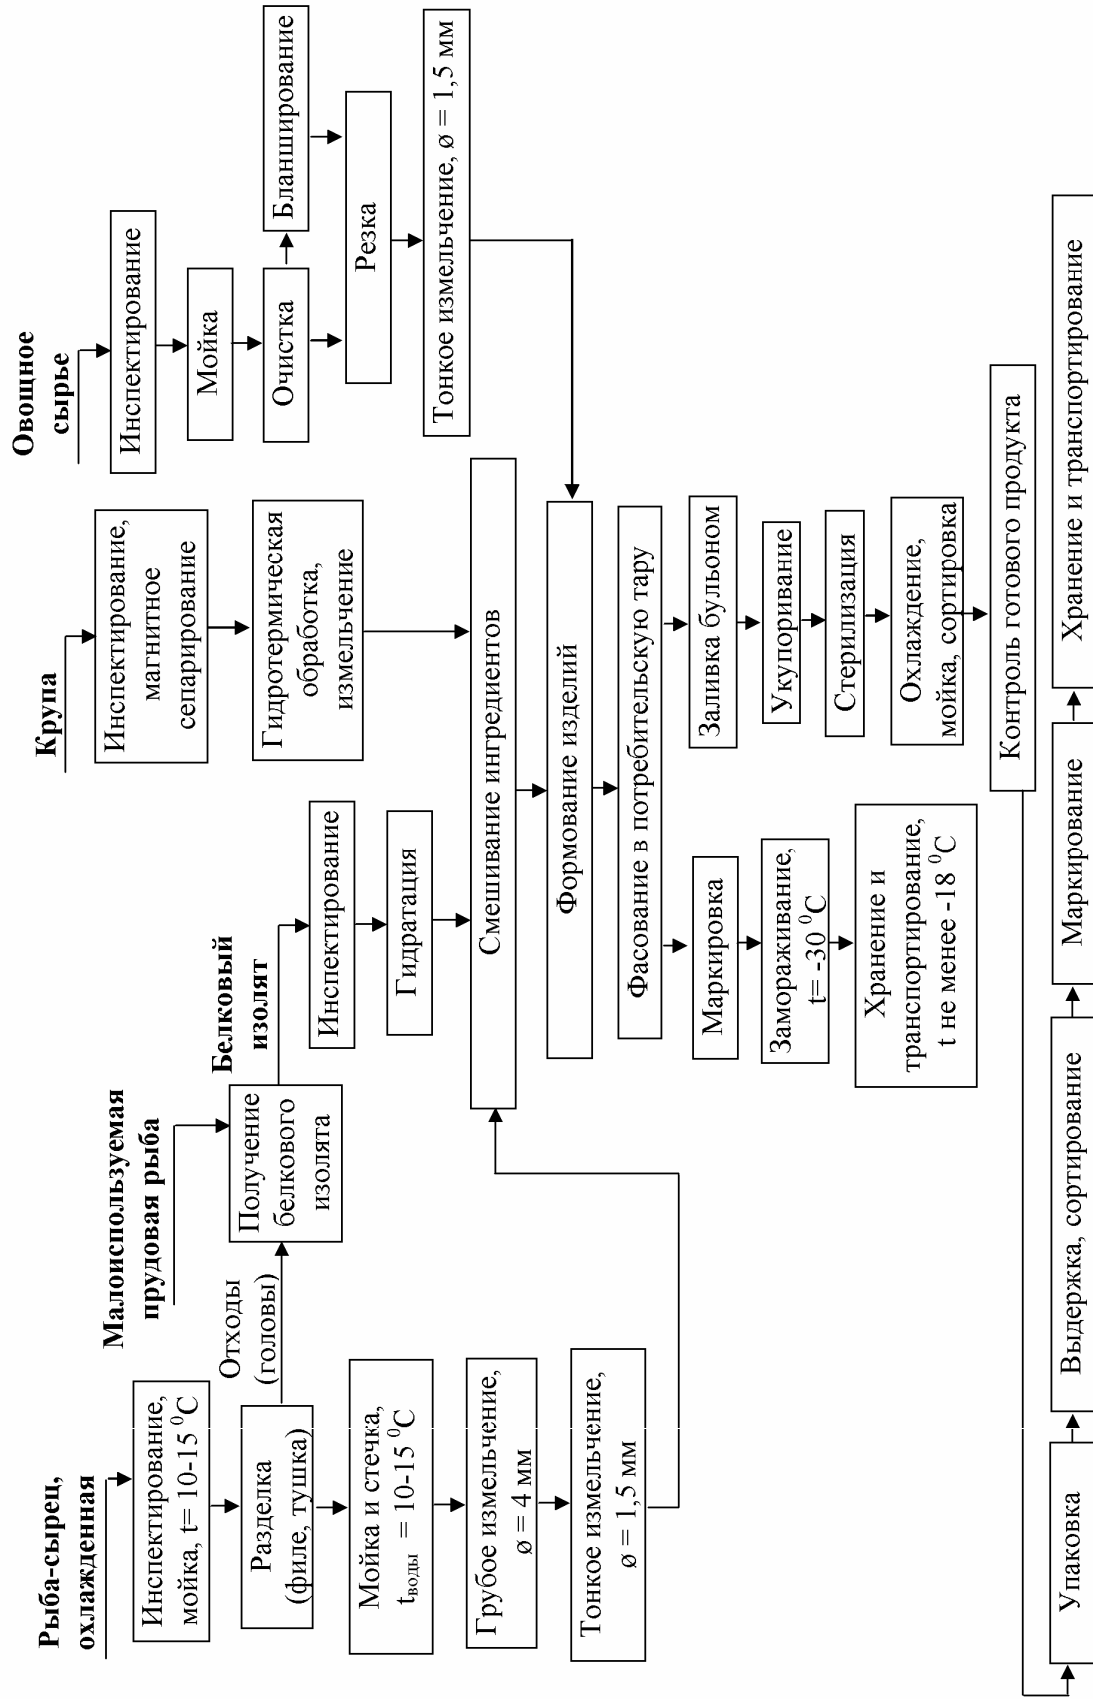 Рыба-сырец,
охлажденная
Инспектирование,
мойка, t= 10-15 ⁰С
Разделка
(филе, тушка)
Мойка и стечка,
tводы = 10-15 ⁰С
Грубое измельчение,
ø = 4 мм
Тонкое измельчение,
ø = 1,5 мм
Отходы
(головы)
Малоиспользуемая
прудовая рыба
Получение
белкового
изолята
Белковый
изолят
Инспектирование
Гидратация
Крупа
Инспектирование,
магнитное
сепарирование
Гидротермическая
обработка,
измельчение
Овощное
сырье
Инспектирование
Мойка
Очистка
Бланширование
Резка
Тонкое измельчение, ø = 1,5 мм
Смешивание ингредиентов
Формование изделий
Фасование в потребительскую тару
Маркировка
Замораживание,
t= -30 ⁰С
Хранение и
транспортирование,
t не менее -18 ⁰С
Заливка бульоном
Укупоривание
Стерилизация
Охлаждение,
мойка, сортировка
Контроль готового продукта
Упаковка
Выдержка, сортирование
Маркирование
Хранение и транспортирование